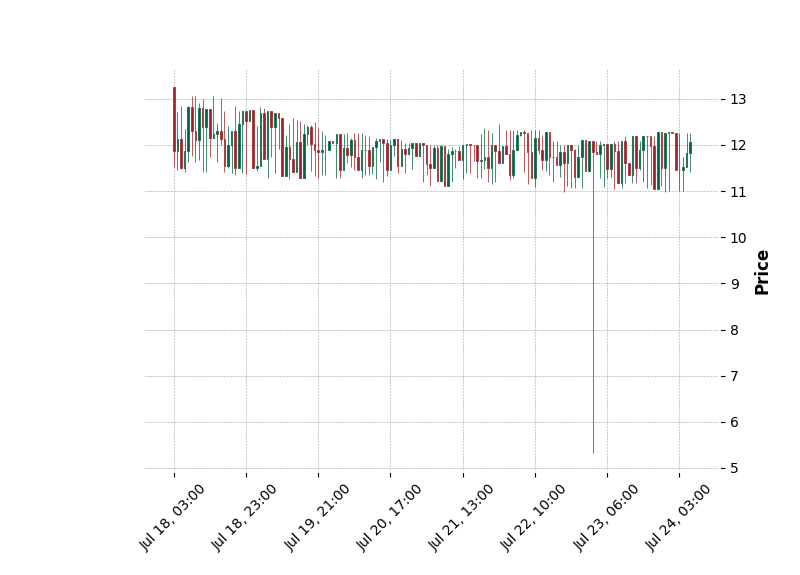 13
12
11
10
9
8
7
6
5
Price
Jul 18, 03:00
Jul 18, 23:00
Jul 19, 21:00
Jul 20, 17:00
Jul 21, 13:00
Jul 22, 10:00
Jul 23, 06:00
Jul 24, 03:00